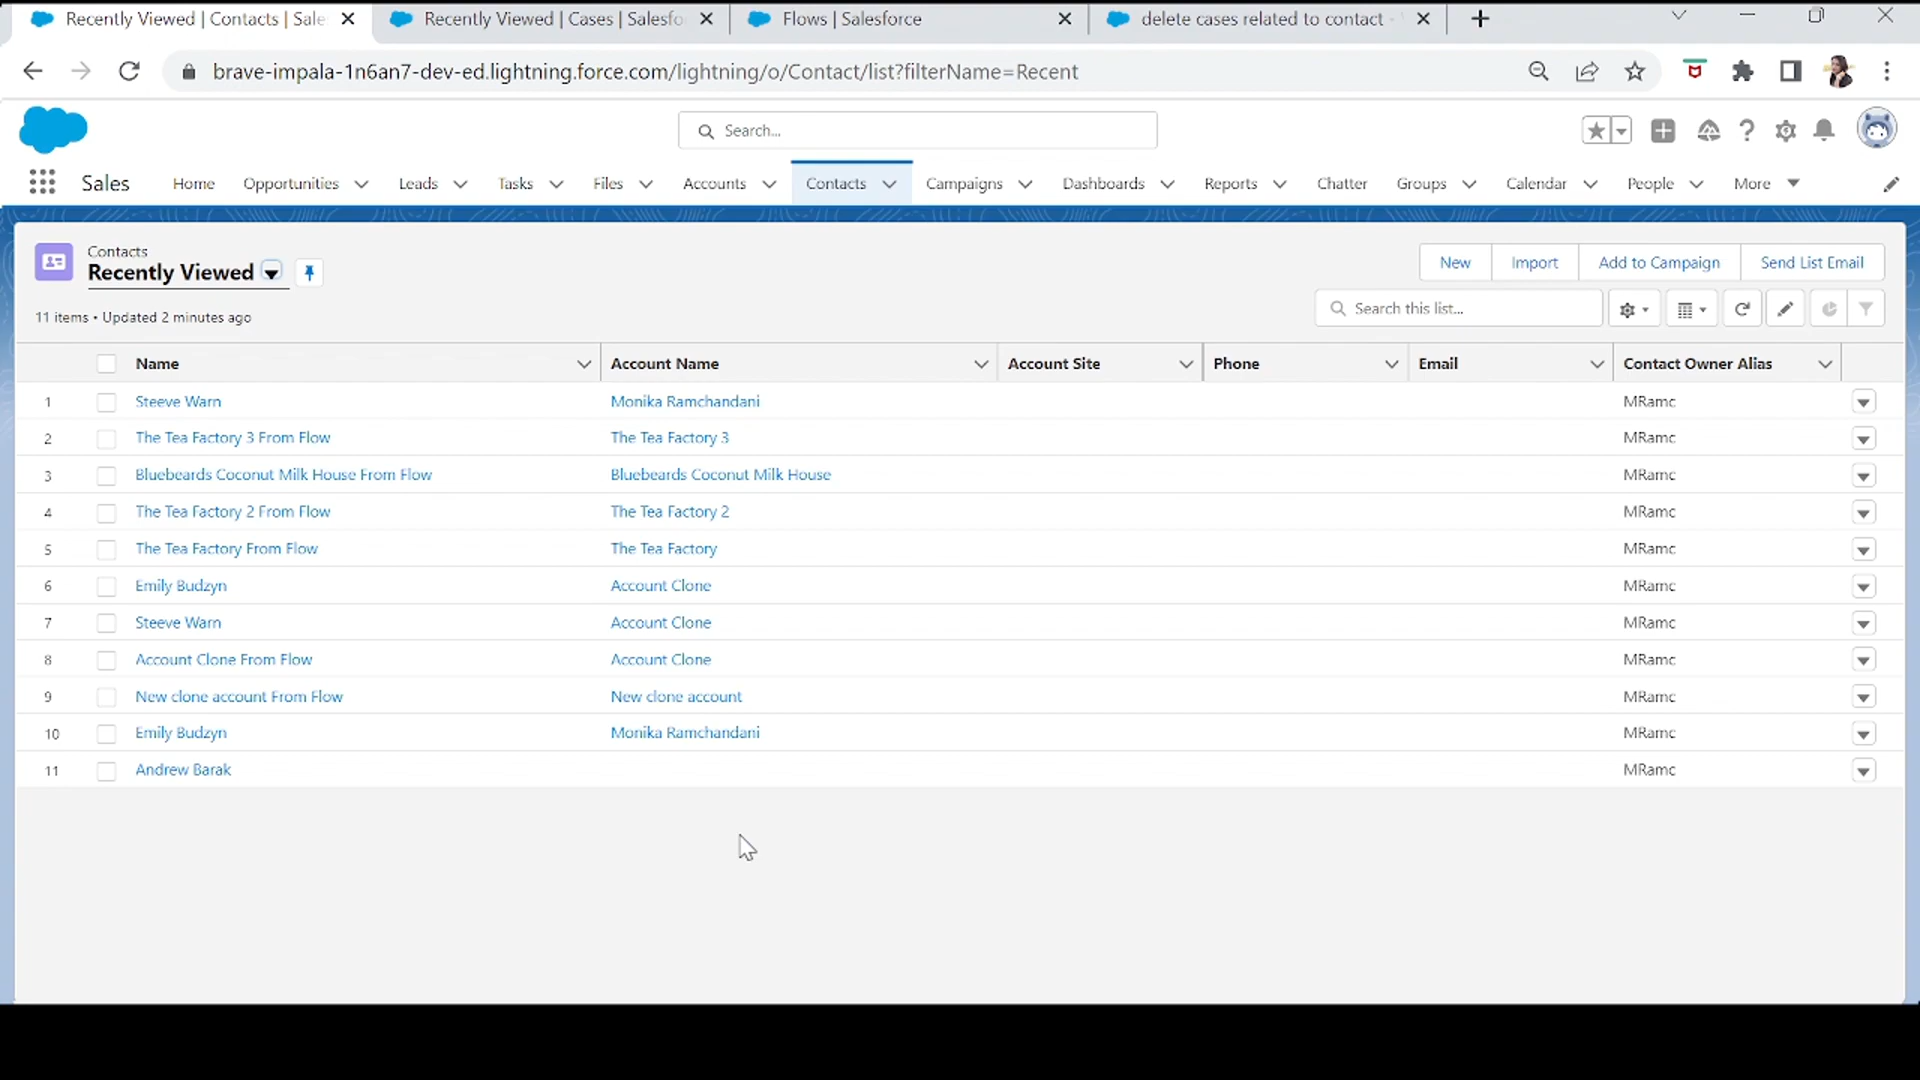 Recently Viewed | Contacts | Sale
Recently Viewed | Cases | Salesfo
Flows | Salesforce
delete cases related to contact -
brave-impala-1n6an7-dev-ed.lightning.force.com/lightning/o/Contact/list?filterName=Recent
Search...
Sales
Home
Opportunities
Leads
Tasks
Files
Accounts
Contacts
Campaigns
Dashboards
Reports
Chatter
Groups
Calendar
People
More
Contacts
Recently Viewed
New
Import
Add to Campaign
Send List Email
11 items • Updated 2 minutes ago
Search this list...
Name Account Name Account Site Phone Email Contact Owner Alias
1 Steeve Warn Monika Ramchandani MRamc
2 The Tea Factory 3 From Flow The Tea Factory 3 MRamc
3 Bluebeards Coconut Milk House From Flow Bluebeards Coconut Milk House MRamc
4 The Tea Factory 2 From Flow The Tea Factory 2 MRamc
5 The Tea Factory From Flow The Tea Factory MRamc
6 Emily Budzyn Account Clone MRamc
7 Steeve Warn Account Clone MRamc
8 Account Clone From Flow Account Clone MRamc
9 New clone account From Flow New clone account MRamc
10 Emily Budzyn Monika Ramchandani MRamc
11 Andrew Barak MRamc